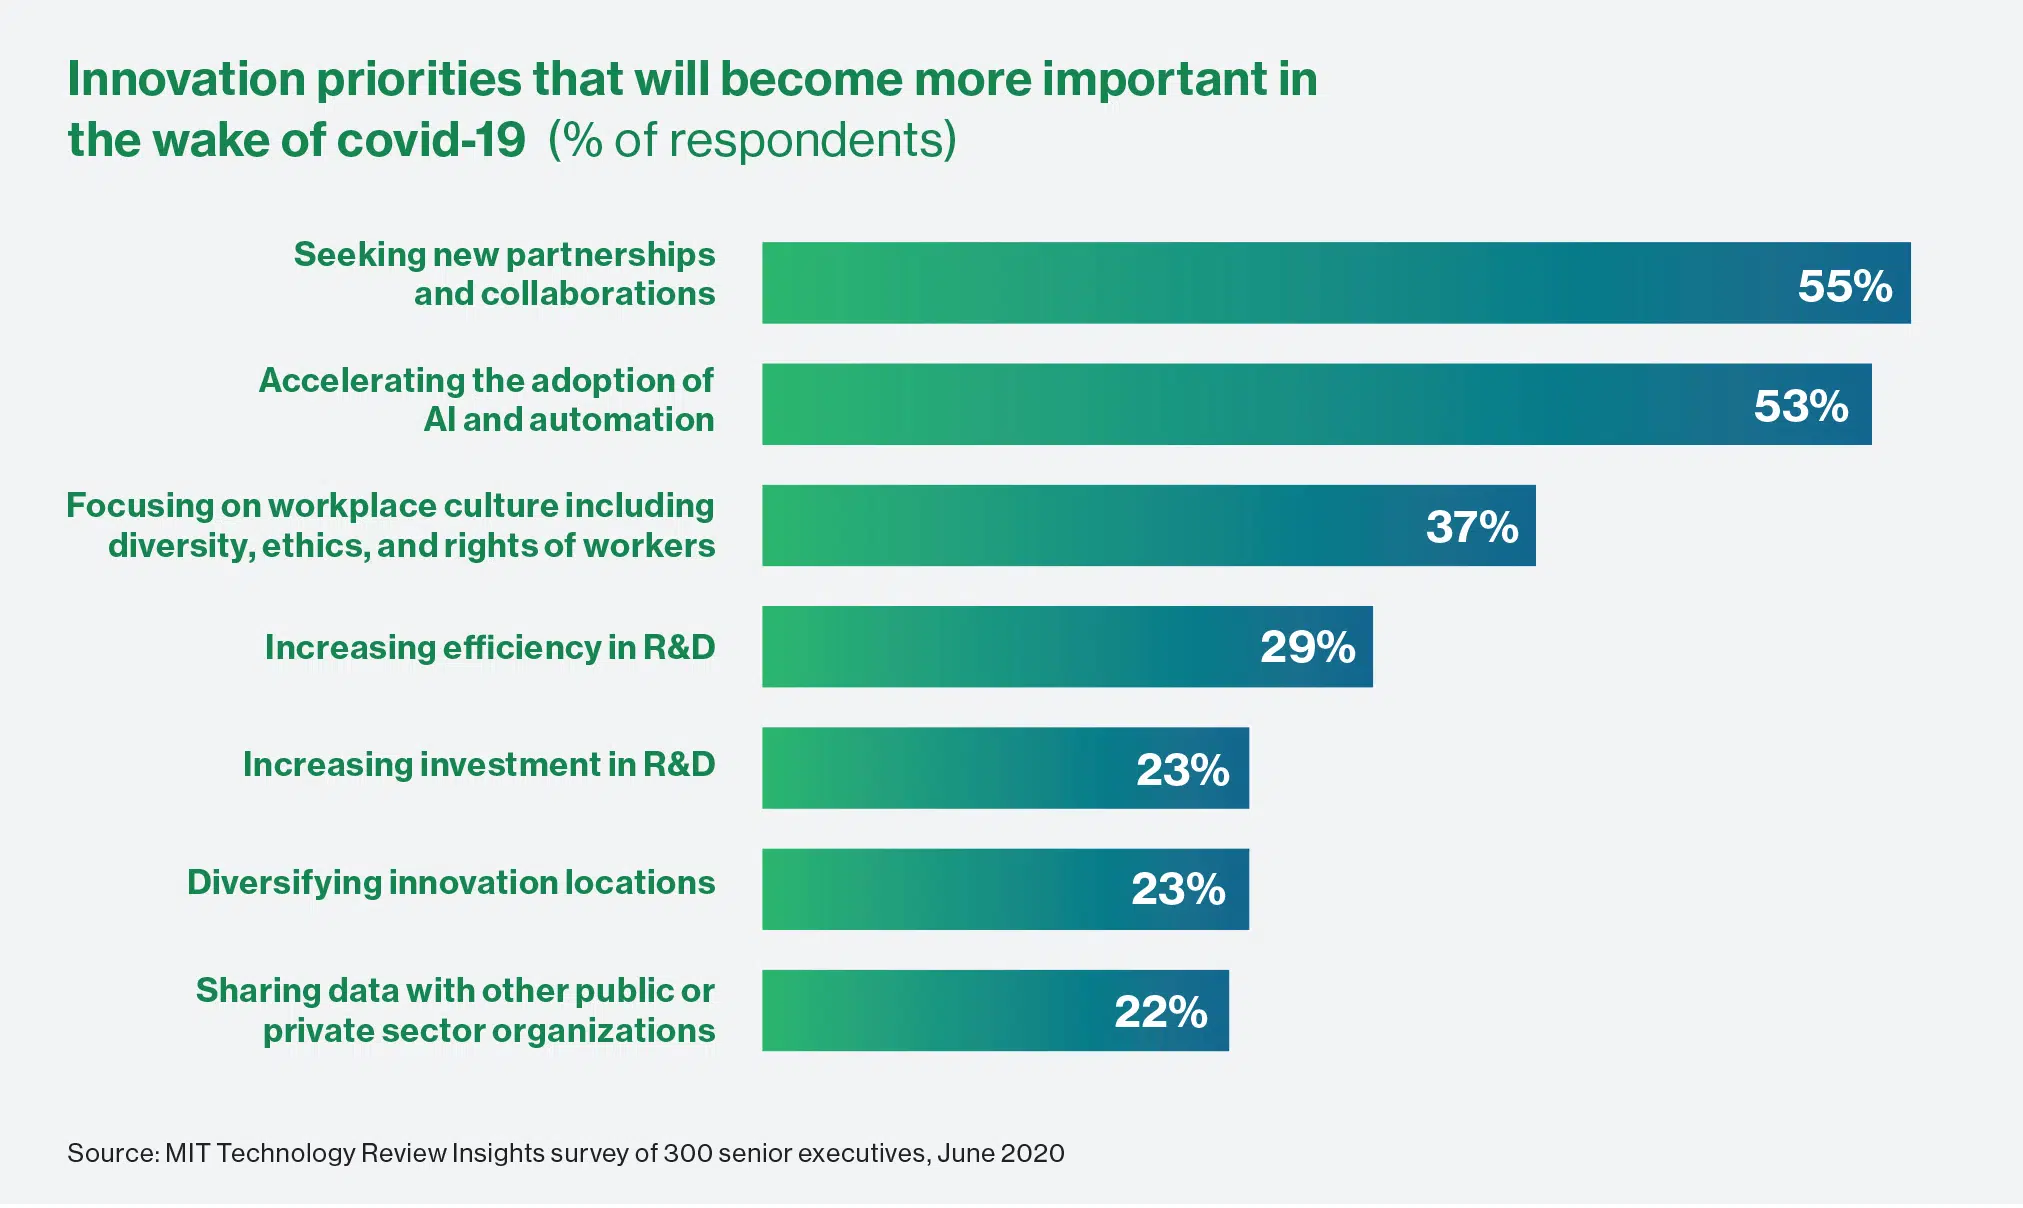 Innovation priorities that will become more important in
the wake of covid-19 (% of respondents)
Seeking new partnerships
and collaborations
55%
Accelerating the adoption of
AI and automation
53%
Focusing on workplace culture including
diversity, ethics, and rights of workers
37%
Increasing efficiency in R&D
29%
Increasing investment in R&D
23%
Diversifying innovation locations
23%
Sharing data with other public or
private sector organizations
22%
Source: MIT Technology Review Insights survey of 300 senior executives, June 2020